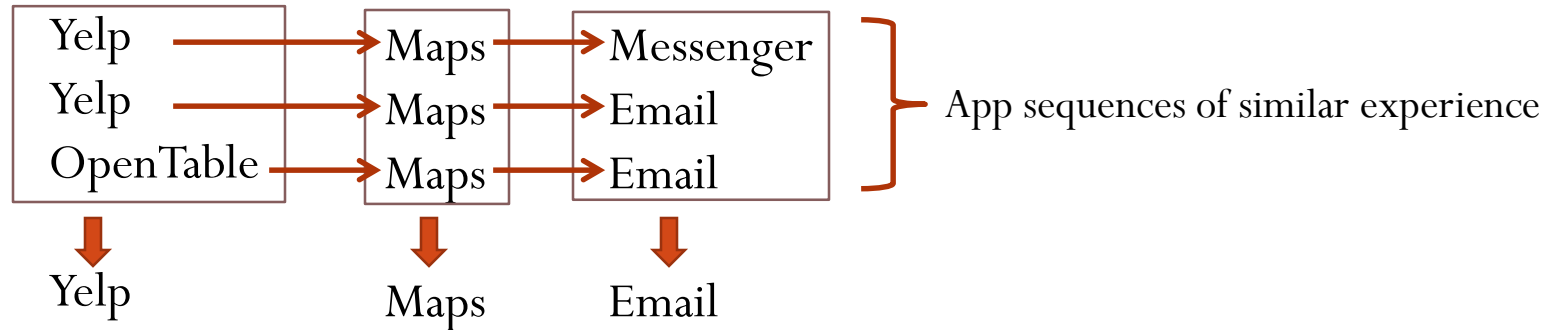 Yelp Maps Messenger
Yelp Maps Email
App sequences of similar experience
OpenTable Maps Email
Yelp Maps Email